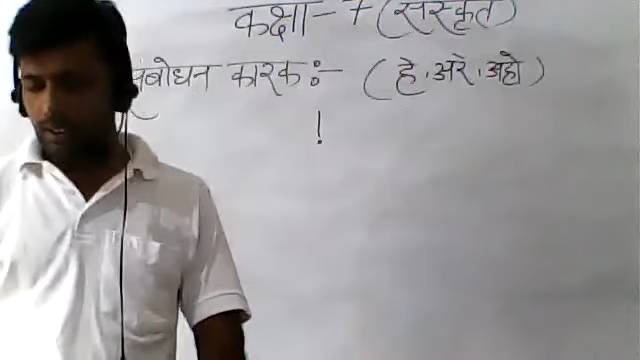 कक्षा - 7 (संस्कृत)
संबोधन कारक :- (हे, अरे, अहो)
!